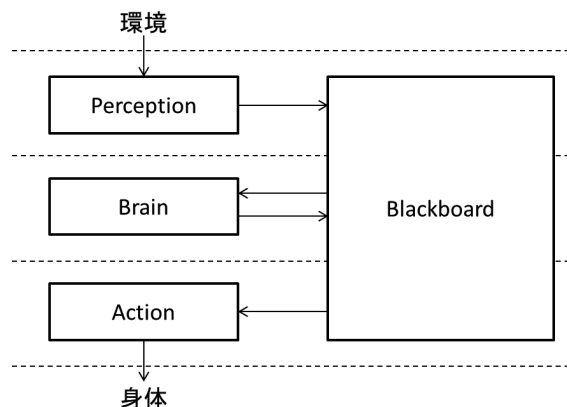 環境
Perception
Brain
Blackboard
Action
身体